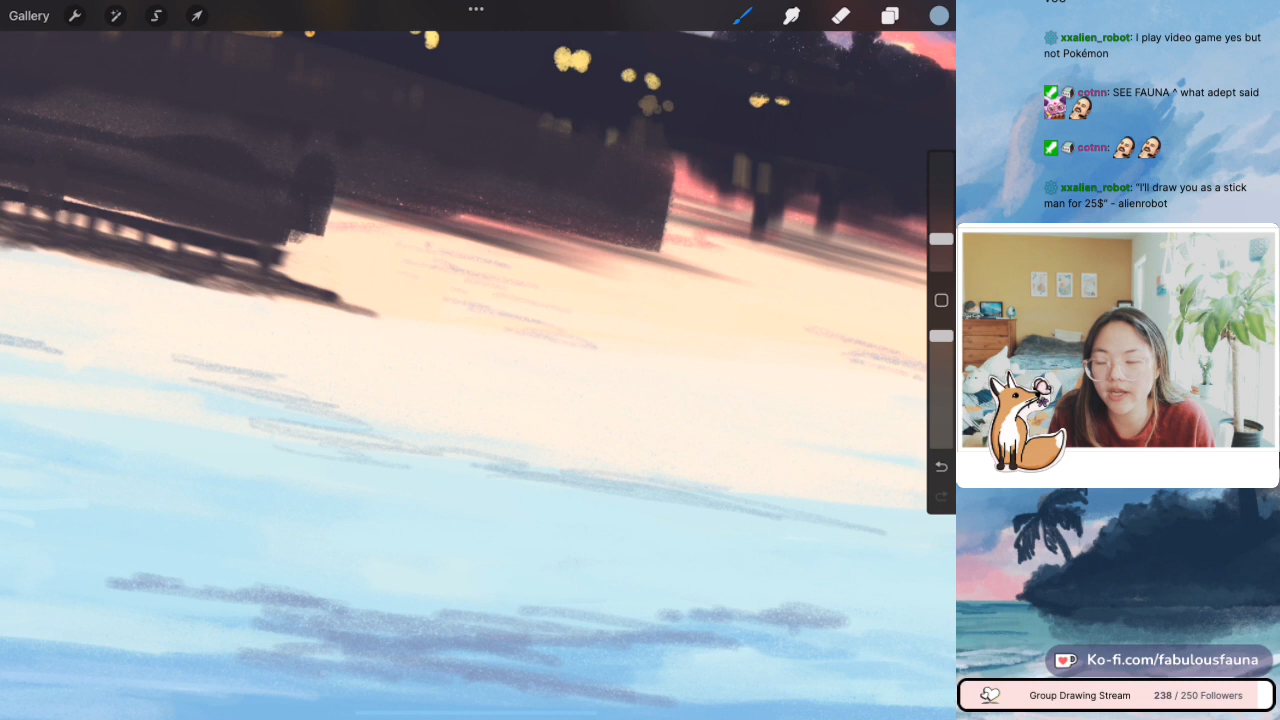 Gallery
xxalien_robot: I play video game yes but
not Pokémon
cotnn: SEE FAUNA ^ what adept said
cotnn:
xxalien_robot: "I'll draw you as a stick
man for 25$" - alienrobot
Ko-fi.com/fabulousfauna
Group Drawing Stream 238 / 250 Followers